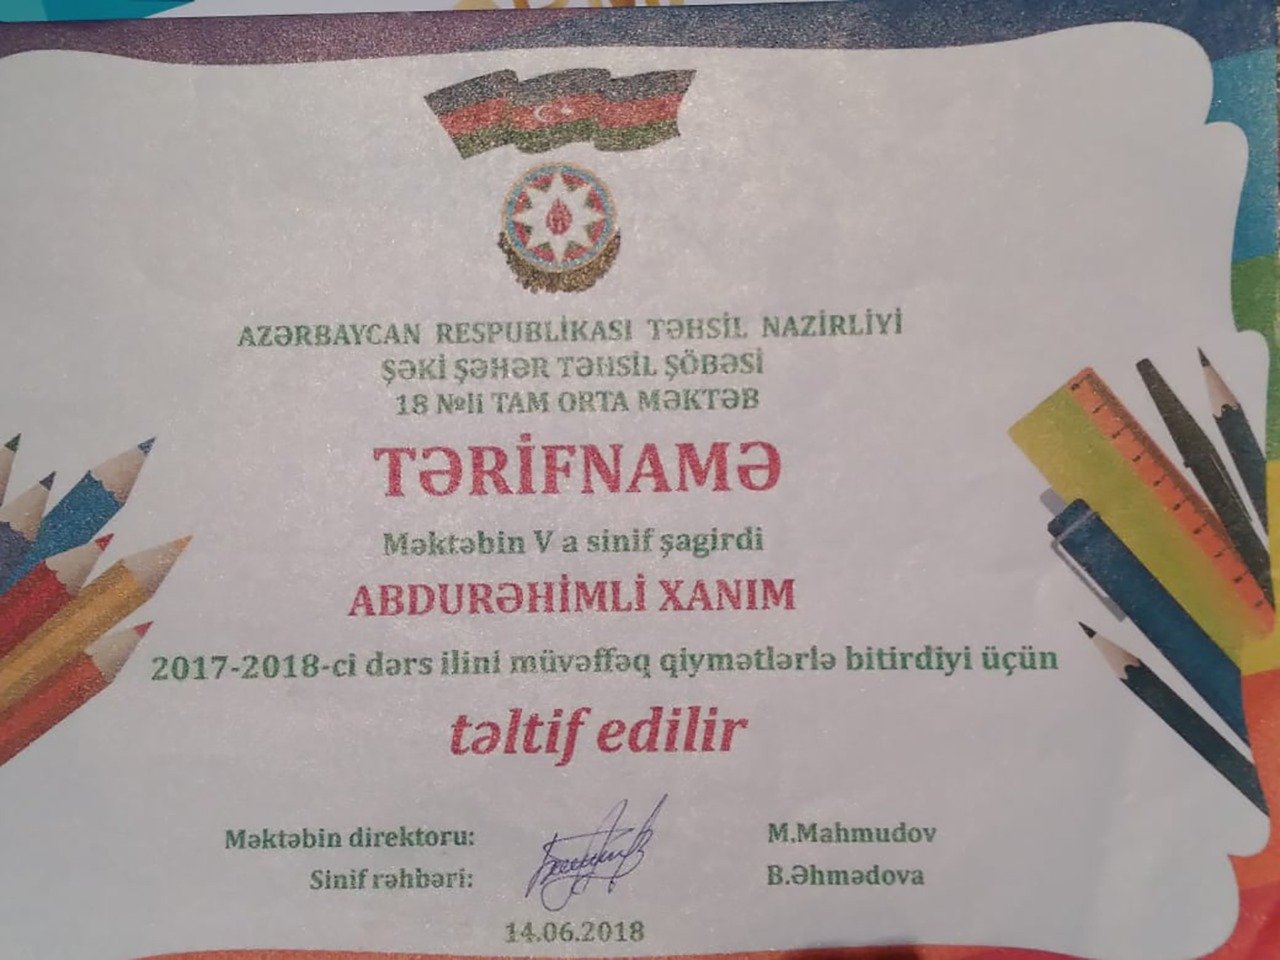 AZƏRBAYCAN RESPUBLİKASI TƏHSİL NAZİRLİYİ
ŞƏKİ ŞƏHƏR TƏHSİL ŞÖBƏSİ
18 №li TAM ORTA MƏKTƏB
TƏRİFNAMƏ
Məktəbin V a sinif şagirdi
ABDURƏHİMLİ XANIM
2017-2018-ci dərs ilini müvəffəq qiymətlərlə bitirdiyi üçün
təltif edilir
Məktəbin direktoru: M.Mahmudov
Sinif rəhbəri: B.Əhmədova
14.06.2018